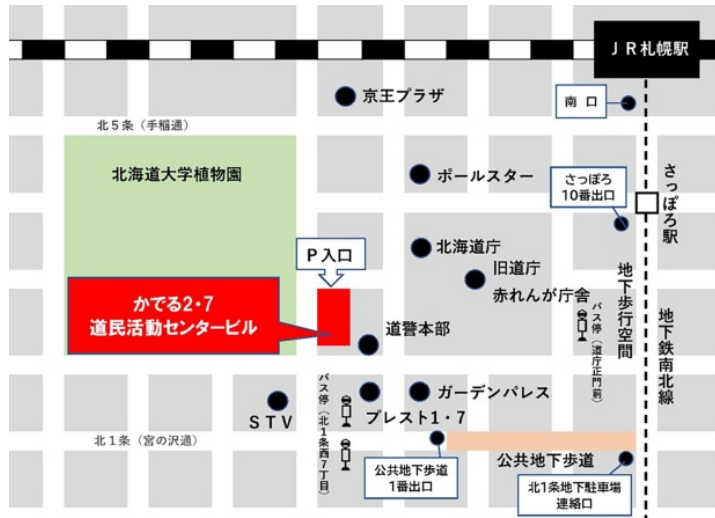 JR札幌駅
京王プラザ
南口
北5条（手稲通）
北海道大学植物園
ポールスター
さっぽろ
10番出口
さっぽろ駅
P入口
北海道庁
旧道庁
赤れんが庁舎
かでる2・7
道民活動センタービル
道警本部
バス停（道庁正門前）
地下歩行空間
地下鉄南北線
バス停（北1条西7丁目）
ガーデンパレス
STV
プレスト1・7
北1条（宮の沢通）
公共地下歩道
1番出口
公共地下歩道
北1条地下駐車場
連絡口